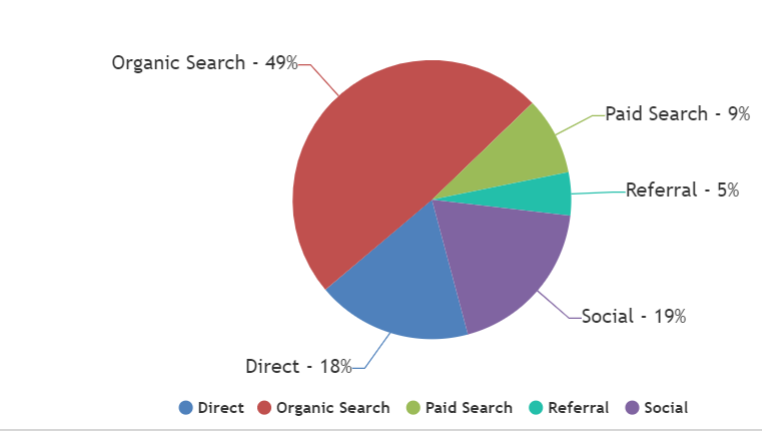 Organic Search - 49%
Paid Search - 9%
Referral - 5%
Social - 19%
Direct - 18%
Direct Organic Search Paid Search Referral Social